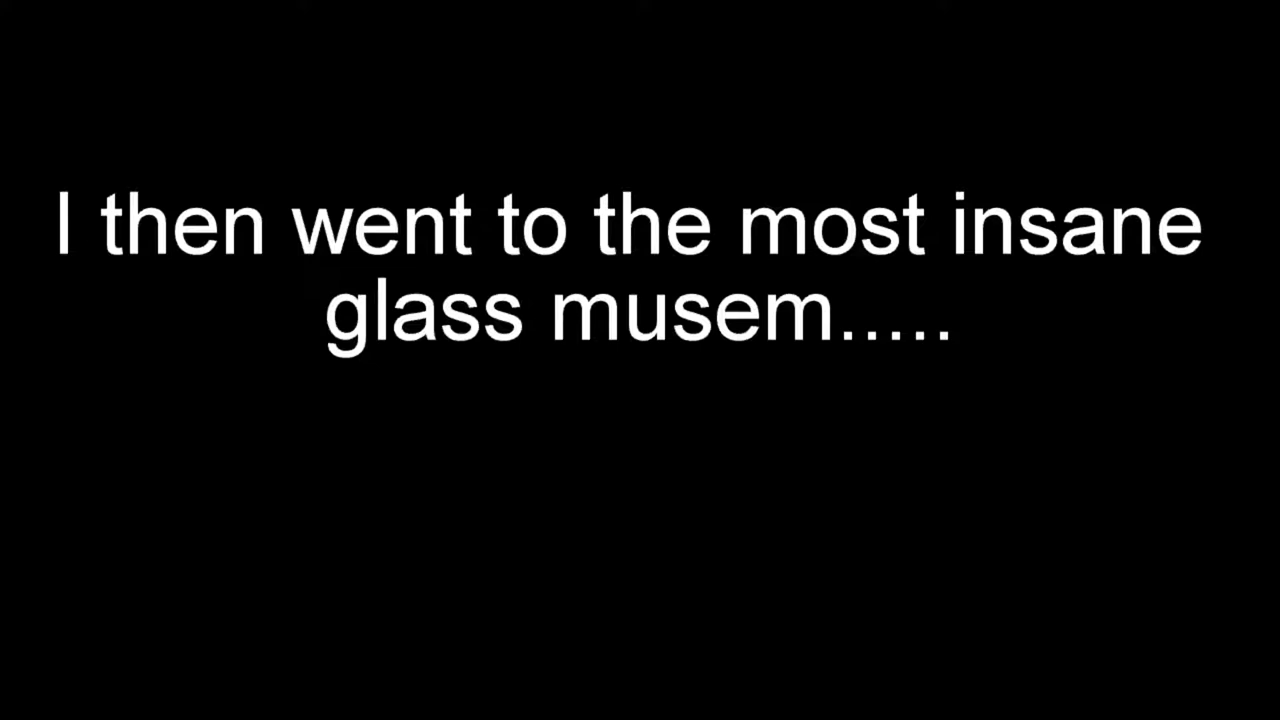 I then went to the most insane
glass musem.....